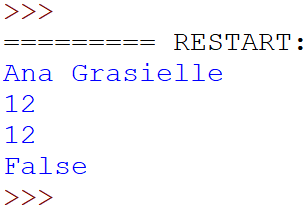 >>>
========= RESTART:
Ana Grasielle
12
12
False
>>>